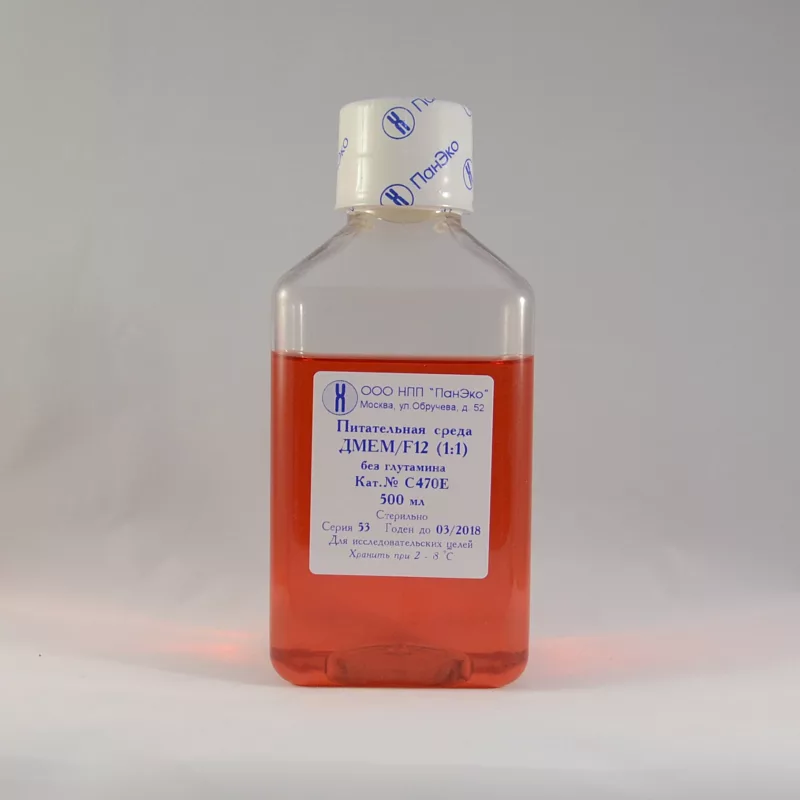 ПанЭко
ПанЭко
ООО НПП "ПанЭко"
Москва, ул.Обручева, д. 52
Питательная среда
ДМЕМ/F12 (1:1)
без глутамина
Кат.№ С470Е
500 мл
Стерильно
Серия 53 Годен до 03/2018
Для исследовательских целей
Хранить при 2 - 8 °C